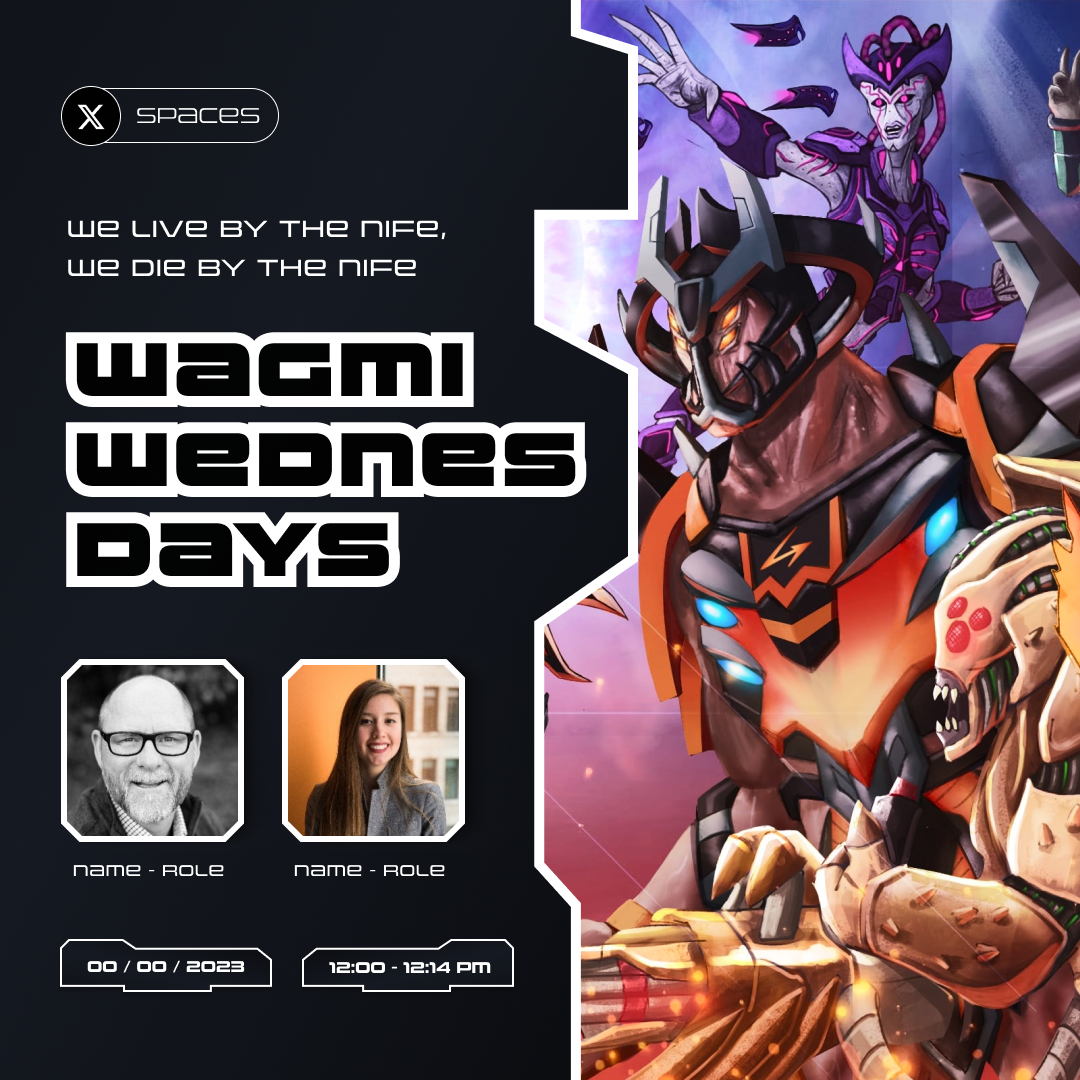 X SPACES
WE LIVE BY THE NIFE,
WE DIE BY THE NIFE
WAGMI
WEDNES
DAYS
NAME - ROLE NAME - ROLE
00 / 00 / 2023 12:00 - 12:14 PM